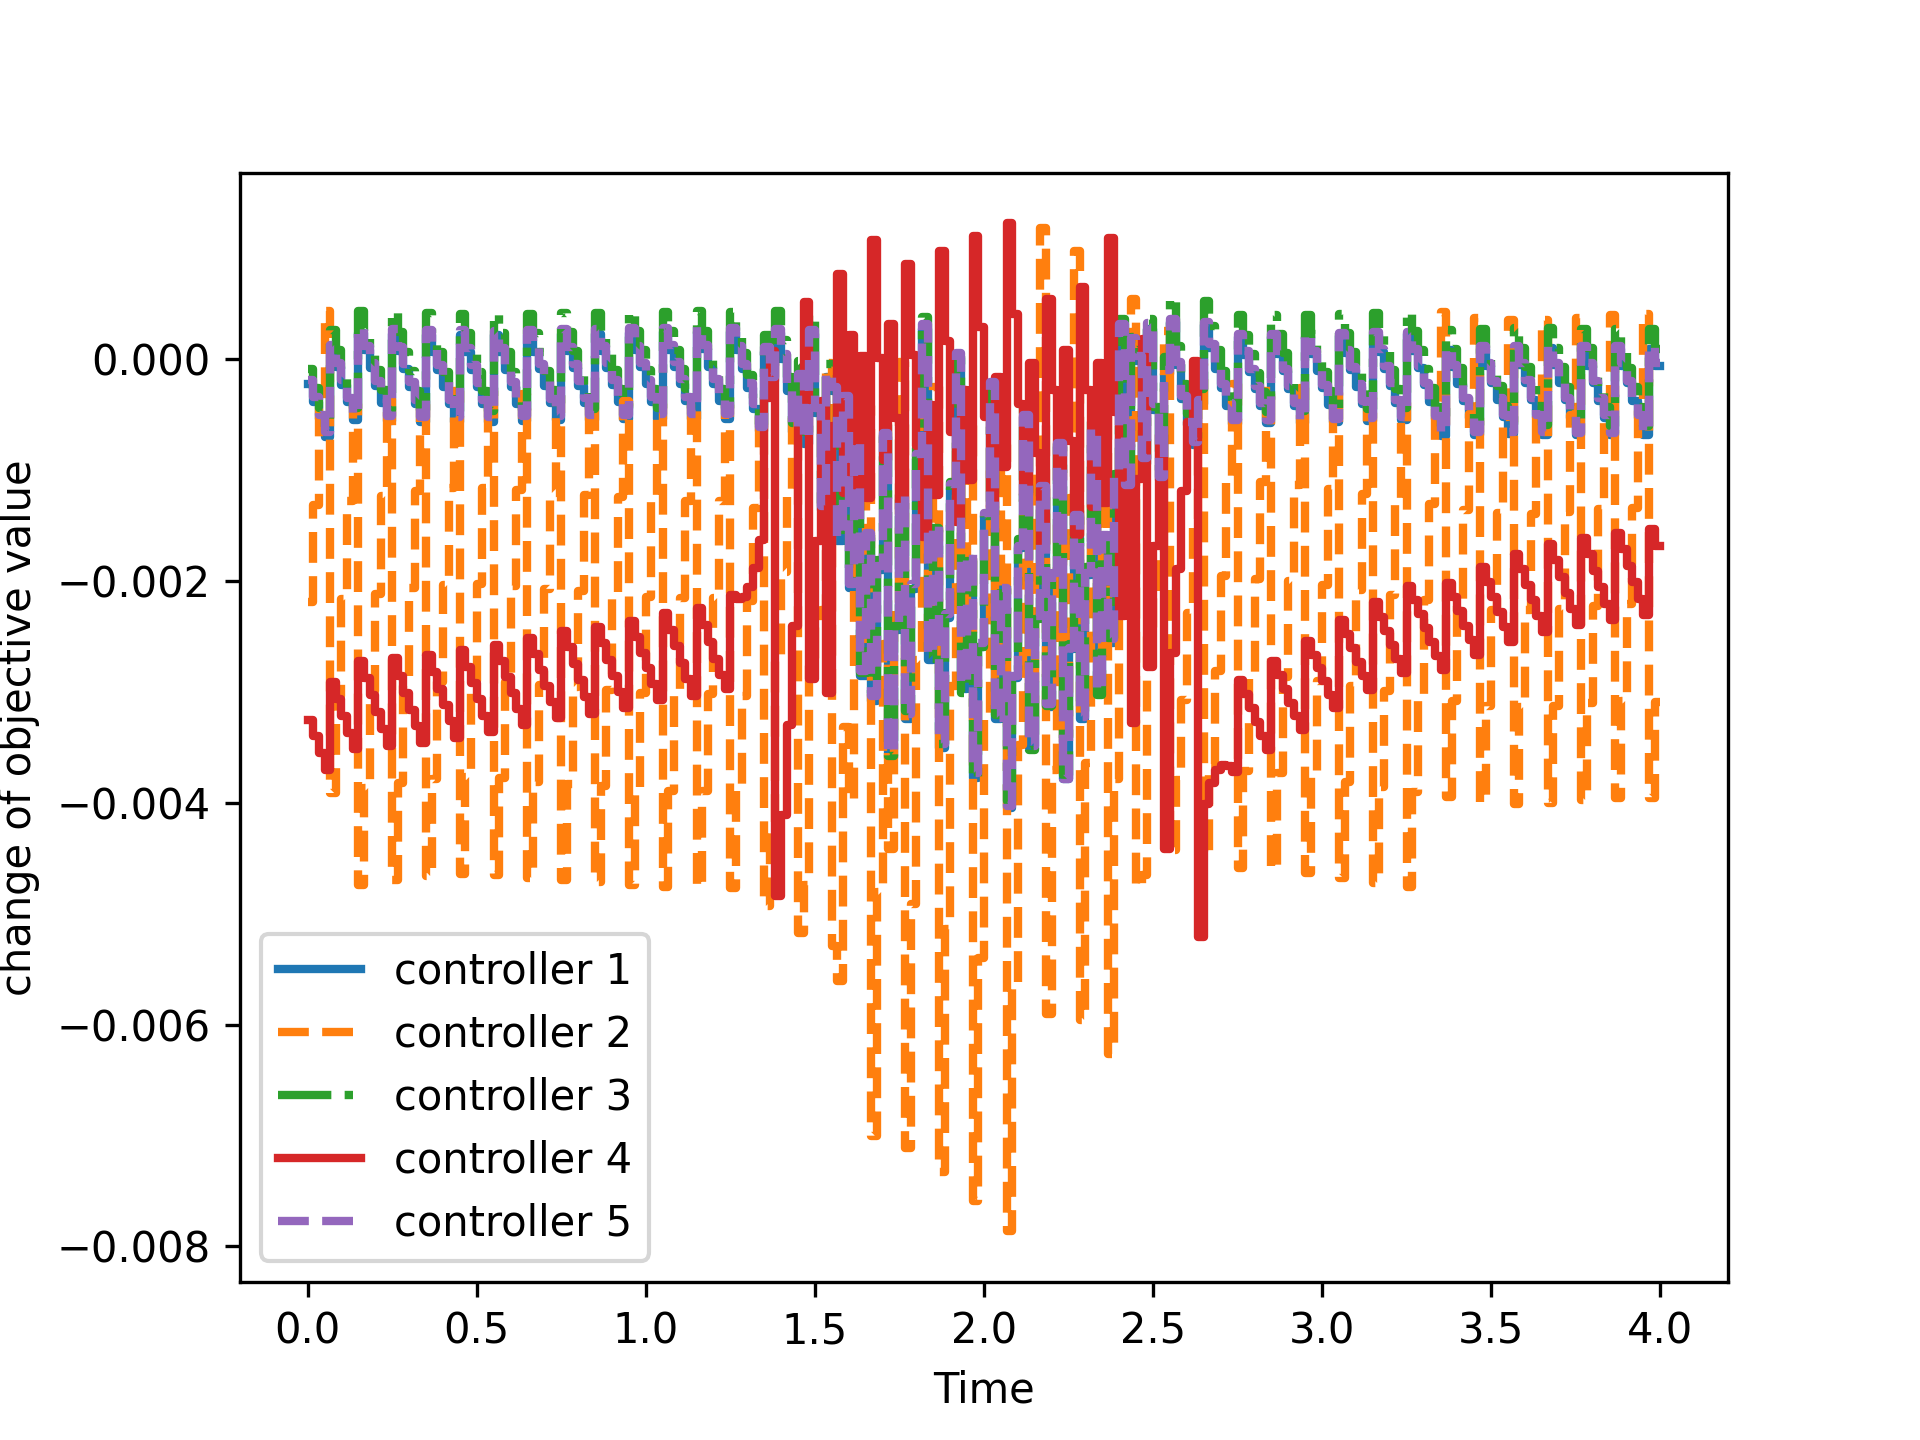 change of objective value
0.000
−0.002
−0.004
−0.006
−0.008
controller 1
controller 2
controller 3
controller 4
controller 5
0.0 0.5 1.0 1.5 2.0 2.5 3.0 3.5 4.0
Time